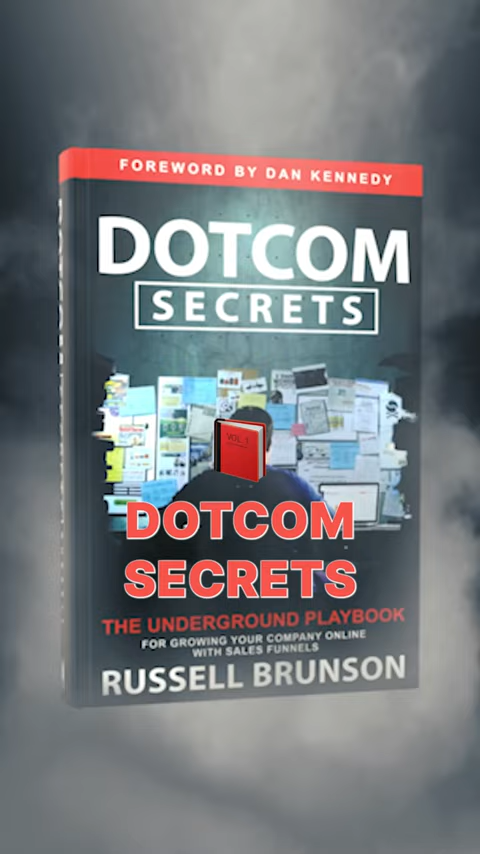 FOREWORD BY DAN KENNEDY
DOTCOM
SECRETS
VOL. 1
DOTCOM
SECRETS
THE UNDERGROUND PLAYBOOK
FOR GROWING YOUR COMPANY ONLINE
WITH SALES FUNNELS
RUSSELL BRUNSON